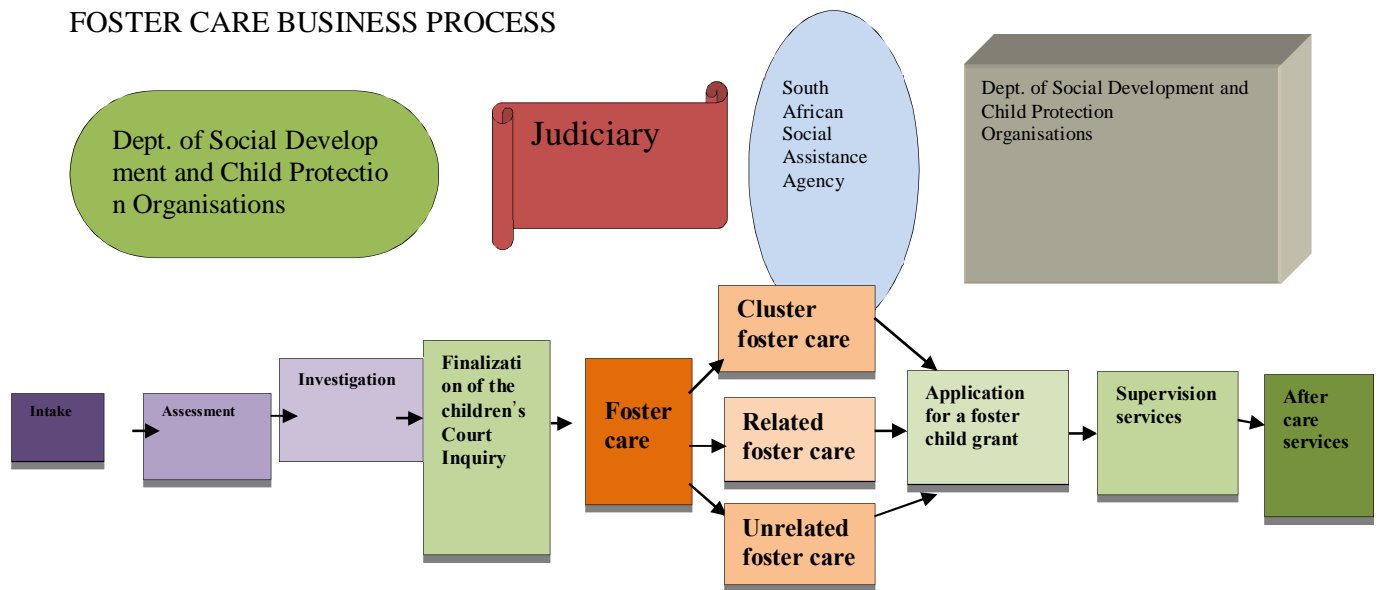 FOSTER CARE BUSINESS PROCESS
Dept. of Social Develop
ment and Child Protectio
n Organisations
Judiciary
South
African
Social
Assistance
Agency
Dept. of Social Development and
Child Protection
Organisations
Intake
Assessment
Investigation
Finalizati
on of the
children's
Court
Inquiry
Foster
care
Cluster
foster care
Related
foster care
Unrelated
foster care
Application
for a foster
child grant
Supervision
services
After
care
services